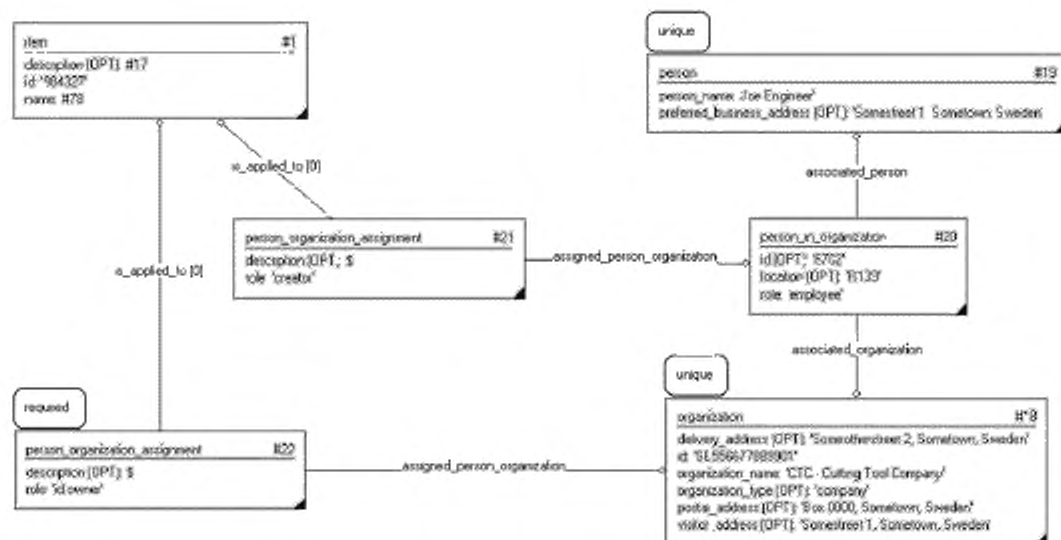 item #1
description (OPT): #17
id: '984327'
name: #78
unique
person #19
person_name: 'Joe Engineer'
preferred_business_address (OPT): 'Somestreet 1, Sometown, Sweden'
is_applied_to [0]
associated_person
person_organization_assignment #21
description (OPT): $
role: 'creator'
assigned_person_organization
person_in_organization #20
id (OPT):
location (OPT):
role: 'employee'
is_applied_to [0]
associated_organization
unique
required
organization
delivery_address (OPT): 'Someotherstreet 2, Sometown, Sweden'
id:
organization_name: 'CTC - Cutting Tool Company'
organization_type (OPT): 'company'
postal_address (OPT): 'Box 0000, Sometown, Sweden'
visitor_address (OPT): 'Somestreet 1, Sometown, Sweden'
person_organization_assignment #22
description (OPT): $
role: 'id owner'
assigned_person_organization